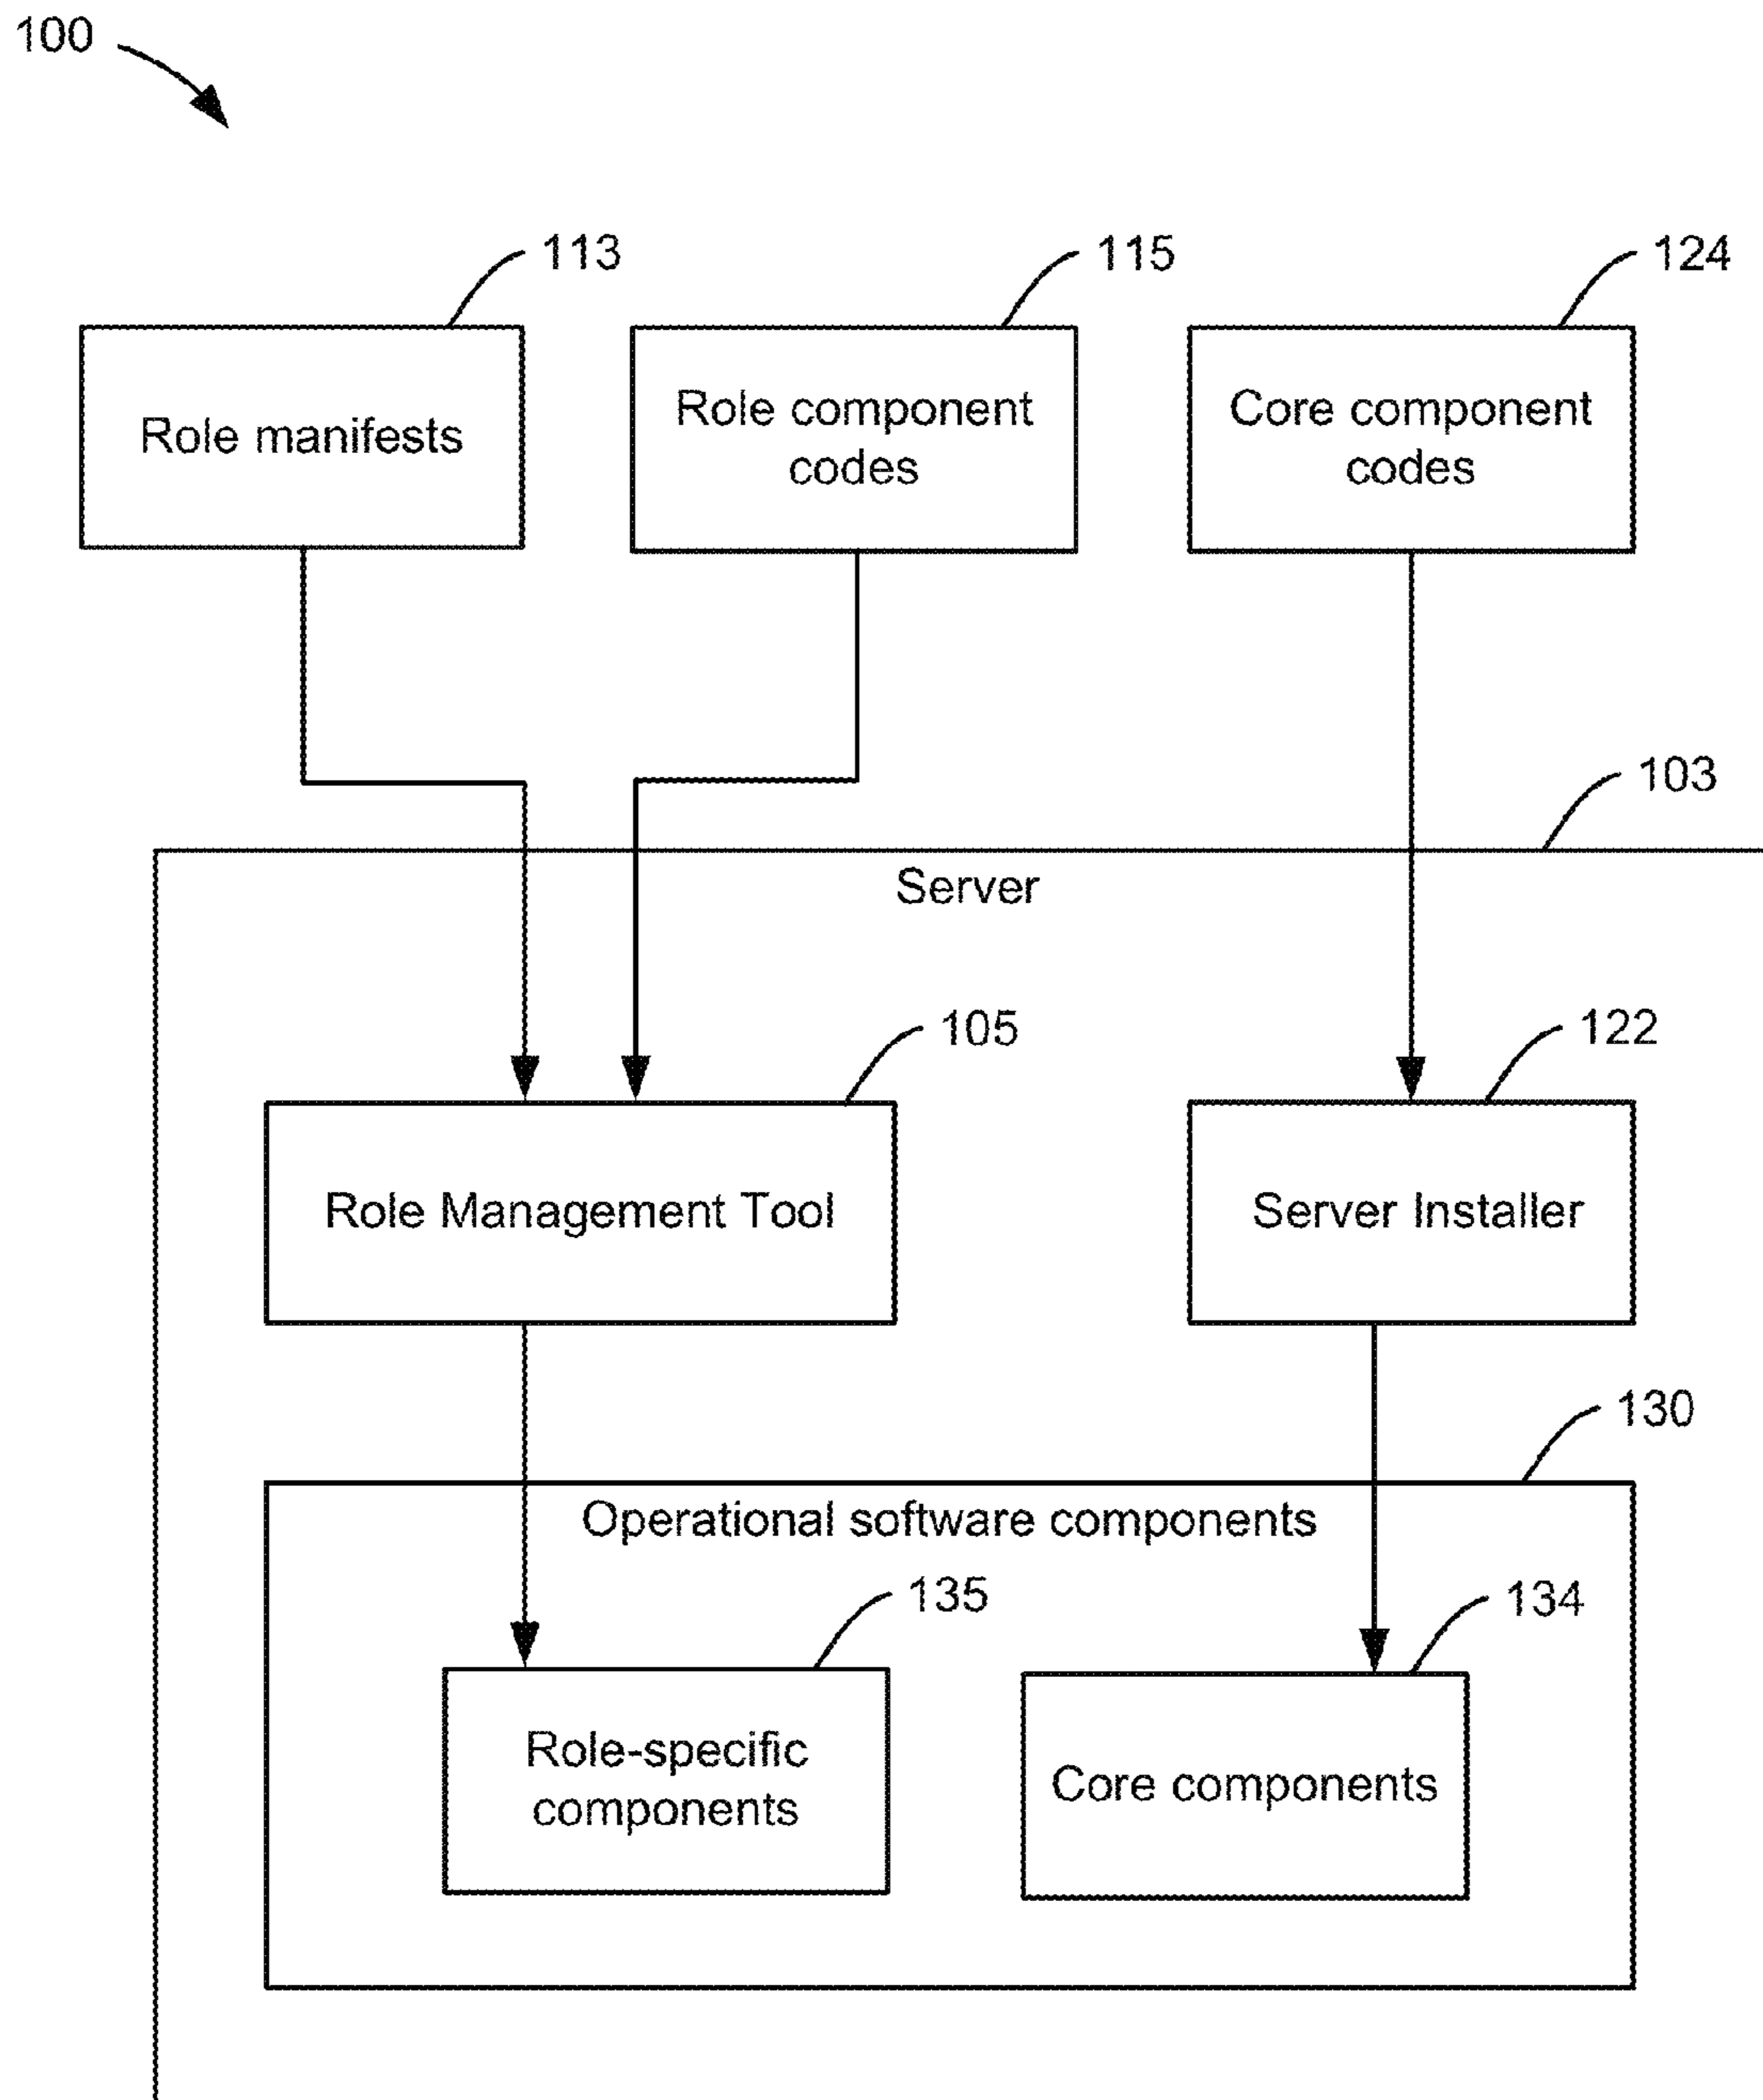 100
113
115
124
Role manifests
Role component
codes
Core component
codes
103
Server
105
122
Role Management Tool
Server Installer
130
Operational software components
135
134
Role-specific
components
Core components